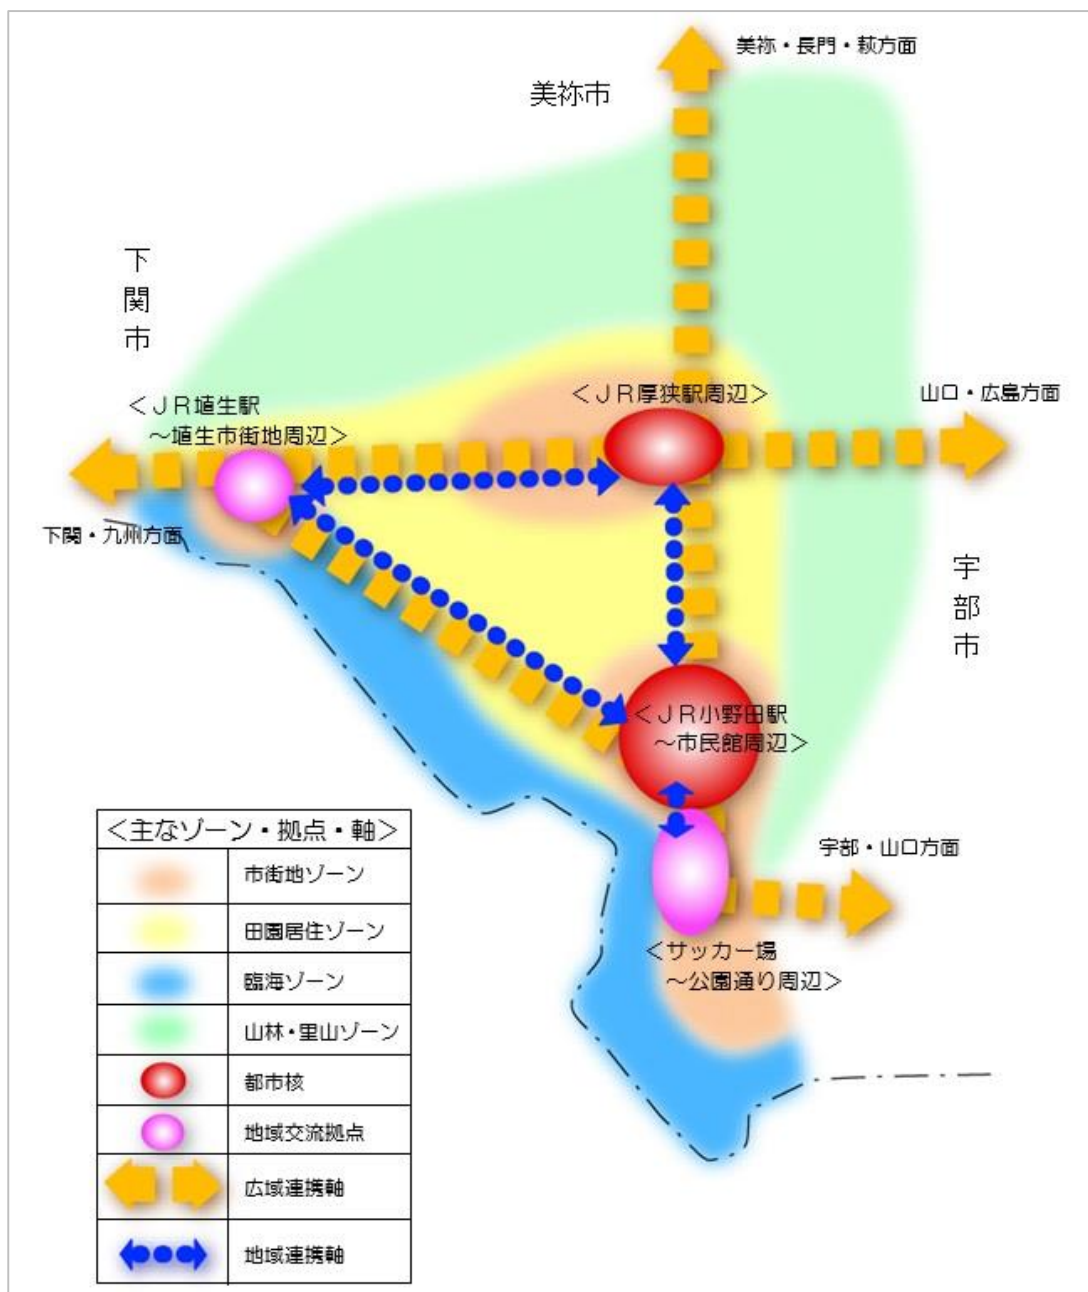 美祢・長門・萩方面
美祢市
下関市
＜ＪＲ厚狭駅周辺＞
山口・広島方面
＜ＪＲ埴生駅
～埴生市街地周辺＞
下関・九州方面
宇部市
＜ＪＲ小野田駅
～市民館周辺＞
宇部・山口方面
＜サッカー場
～公園通り周辺＞
＜主なゾーン・拠点・軸＞
市街地ゾーン
田園居住ゾーン
臨海ゾーン
山林・里山ゾーン
都市核
地域交流拠点
広域連携軸
地域連携軸